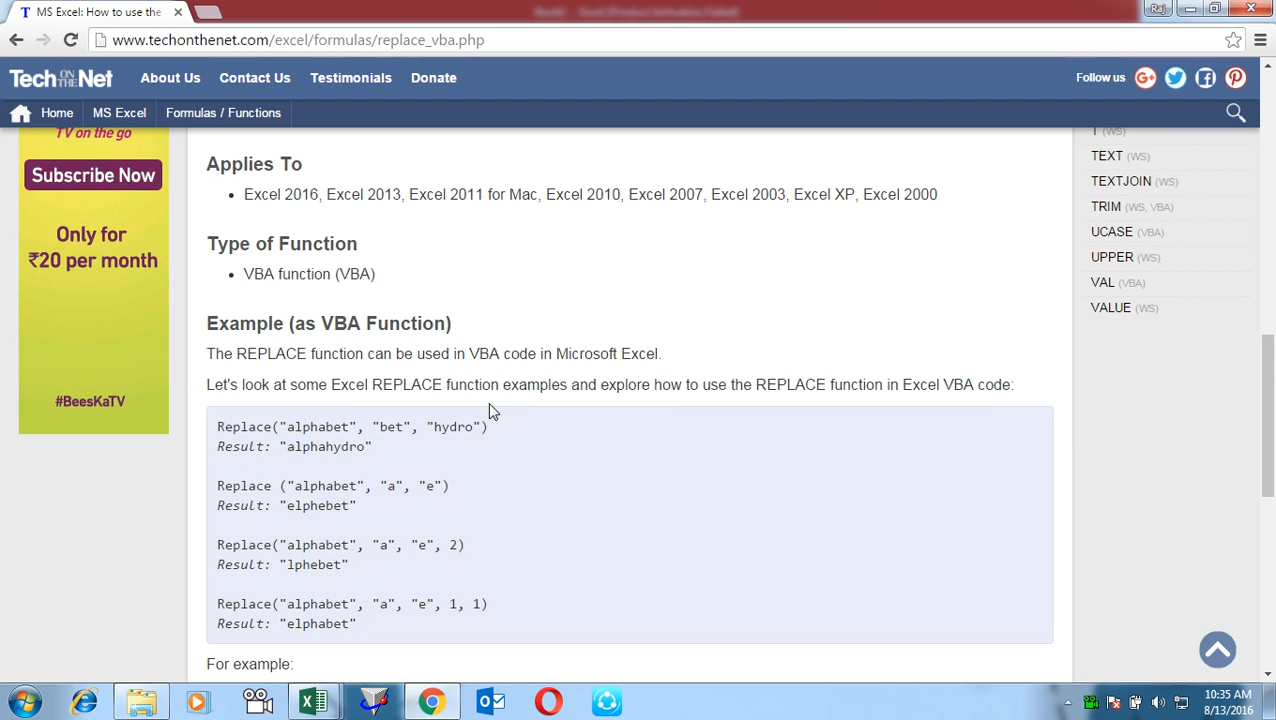 MS Excel: How to use the
Raj
www.techonthenet.com/excel/formulas/replace_vba.php
Tech ON THE Net
About Us
Contact Us
Testimonials
Donate
Follow us
Home
MS Excel
Formulas / Functions
TV on the go
Subscribe Now
Only for
₹20 per month
#BeesKaTV
Applies To
Excel 2016, Excel 2013, Excel 2011 for Mac, Excel 2010, Excel 2007, Excel 2003, Excel XP, Excel 2000
Type of Function
VBA function (VBA)
Example (as VBA Function)
The REPLACE function can be used in VBA code in Microsoft Excel.
Let's look at some Excel REPLACE function examples and explore how to use the REPLACE function in Excel VBA code:
Replace("alphabet", "bet", "hydro")
Result: "alphahydro"
Replace ("alphabet", "a", "e")
Result: "elphebet"
Replace("alphabet", "a", "e", 2)
Result: "lphebet"
Replace("alphabet", "a", "e", 1, 1)
Result: "elphabet"
For example:
T (WS)
TEXT (WS)
TEXTJOIN (WS)
TRIM (WS, VBA)
UCASE (VBA)
UPPER (WS)
VAL (VBA)
VALUE (WS)
10:35 AM
8/13/2016